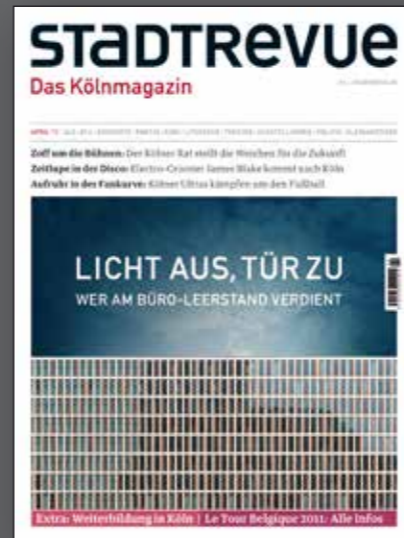 STADTREVUE
Das Kölnmagazin
Zoff um die Bühnen: Der Kölner Rat stellt die Weichen für die Zukunft
Zeitlupe in der Disco: Electro-Crooner James Blake kommt nach Köln
Aufruhr in der Fankurve: Kölner Ultras kämpfen um den Fußball
LICHT AUS, TÜR ZU
WER AM BÜRO-LEERSTAND VERDIENT
Extra: Weiterbildung in Köln | Le Tour Belgique 2011: Alle Infos